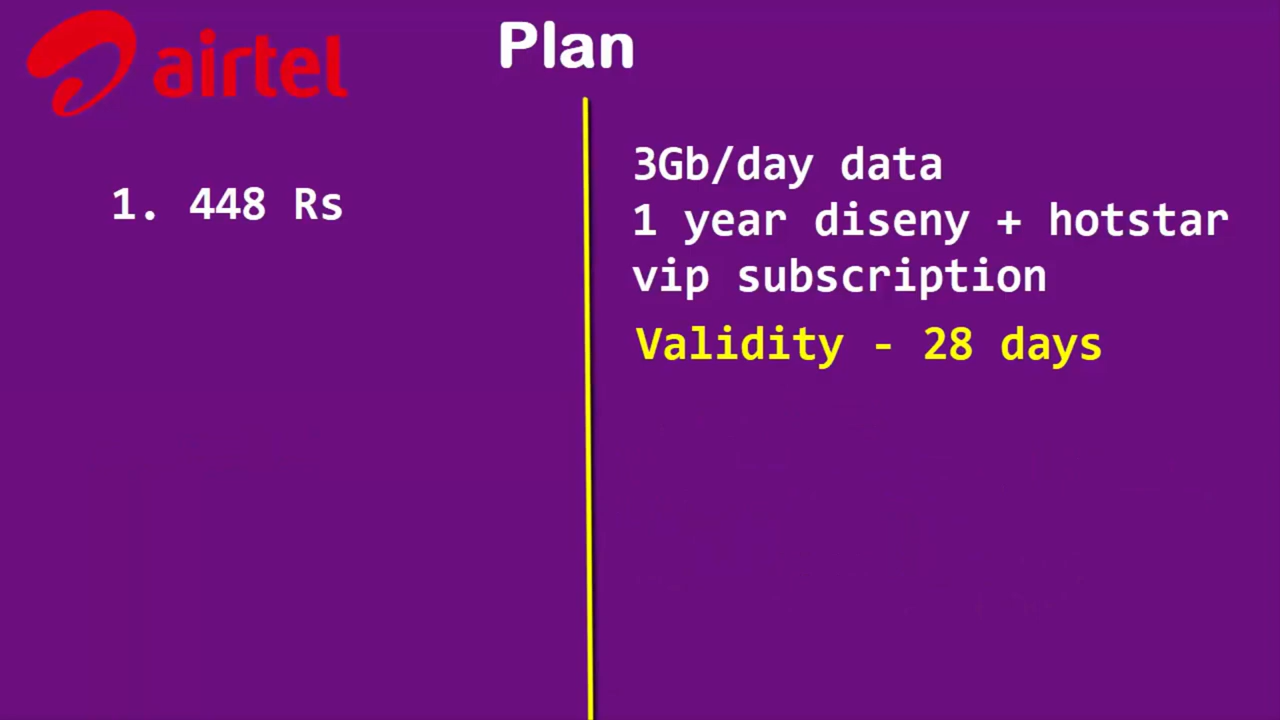 airtel
Plan
1. 448 Rs
3Gb/day data
1 year diseny + hotstar
vip subscription
Validity - 28 days